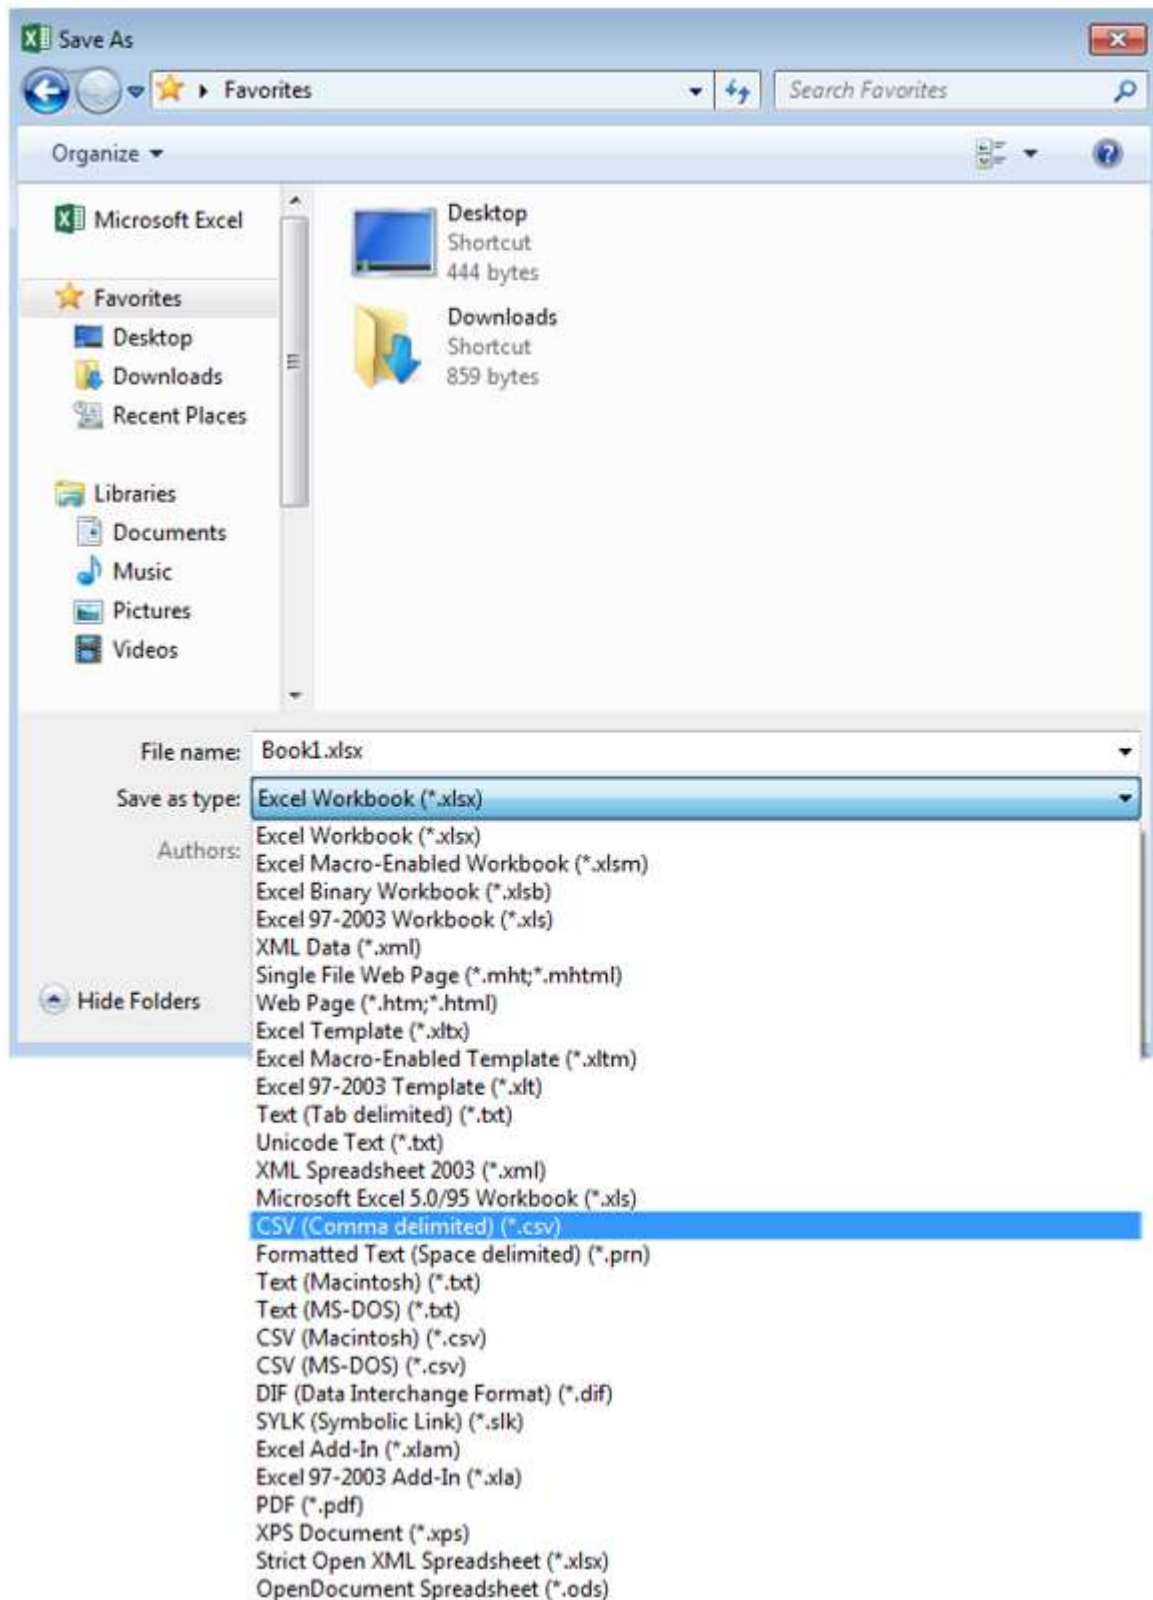 Save As
Favorites
Search Favorites
Organize
Microsoft Excel
Favorites
Desktop
Downloads
Recent Places
Libraries
Documents
Music
Pictures
Videos
Desktop
Shortcut
444 bytes
Downloads
Shortcut
859 bytes
File name: Book1.xlsx
Save as type: Excel Workbook (*.xlsx)
Authors:
Hide Folders
Excel Workbook (*.xlsx)
Excel Macro-Enabled Workbook (*.xlsm)
Excel Binary Workbook (*.xlsb)
Excel 97-2003 Workbook (*.xls)
XML Data (*.xml)
Single File Web Page (*.mht;*.mhtml)
Web Page (*.htm;*.html)
Excel Template (*.xltx)
Excel Macro-Enabled Template (*.xltm)
Excel 97-2003 Template (*.xlt)
Text (Tab delimited) (*.txt)
Unicode Text (*.txt)
XML Spreadsheet 2003 (*.xml)
Microsoft Excel 5.0/95 Workbook (*.xls)
CSV (Comma delimited) (*.csv)
Formatted Text (Space delimited) (*.prn)
Text (Macintosh) (*.txt)
Text (MS-DOS) (*.txt)
CSV (Macintosh) (*.csv)
CSV (MS-DOS) (*.csv)
DIF (Data Interchange Format) (*.dif)
SYLK (Symbolic Link) (*.slk)
Excel Add-In (*.xlam)
Excel 97-2003 Add-In (*.xla)
PDF (*.pdf)
XPS Document (*.xps)
Strict Open XML Spreadsheet (*.xlsx)
OpenDocument Spreadsheet (*.ods)